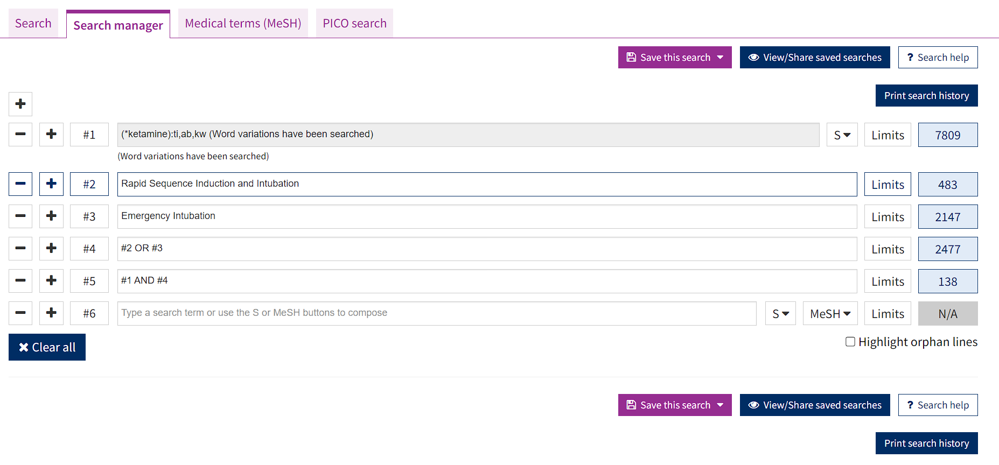 Search
Search manager
Medical terms (MeSH)
PICO search
Save this search
View/Share saved searches
? Search help
Print search history
+
− + #1 (*ketamine):ti,ab,kw (Word variations have been searched) S Limits 7809
(Word variations have been searched)
− + #2 Rapid Sequence Induction and Intubation Limits 483
− + #3 Emergency Intubation Limits 2147
− + #4 #2 OR #3 Limits 2477
− + #5 #1 AND #4 Limits 138
− + #6 Type a search term or use the S or MeSH buttons to compose S MeSH Limits N/A
Clear all
Highlight orphan lines
Save this search
View/Share saved searches
? Search help
Print search history